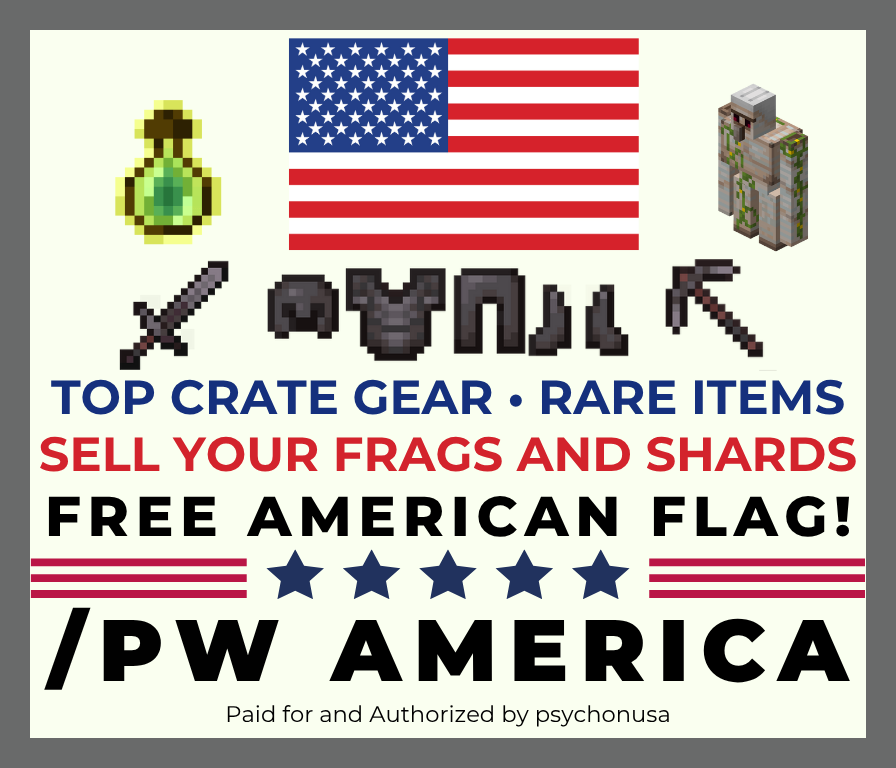 TOP CRATE GEAR • RARE ITEMS
SELL YOUR FRAGS AND SHARDS
FREE AMERICAN FLAG!
/PW AMERICA
Paid for and Authorized by psychonusa